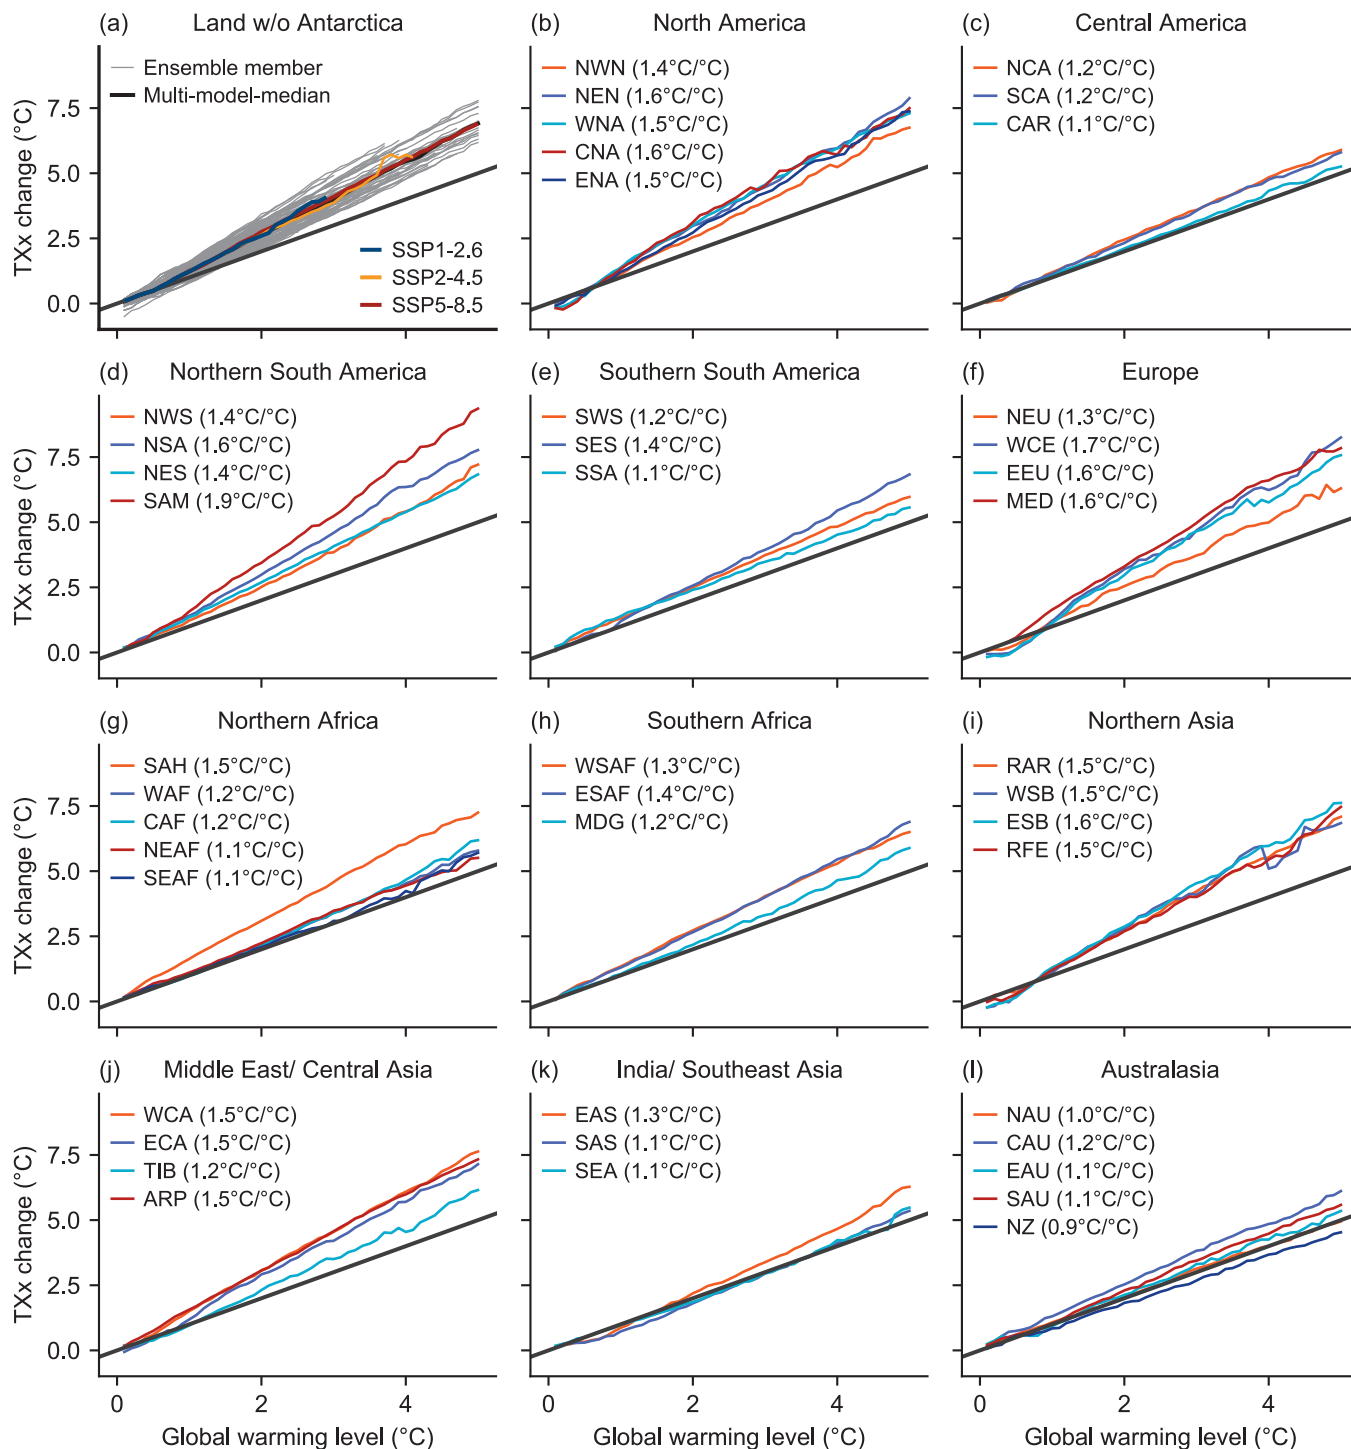 (a) Land w/o Antarctica
Ensemble member
Multi-model-median
SSP1-2.6
SSP2-4.5
SSP5-8.5
TXx change (°C)
7.5
5.0
2.5
0.0
0 2 4
(b) North America
NWN (1.4°C/°C)
NEN (1.6°C/°C)
WNA (1.5°C/°C)
CNA (1.6°C/°C)
ENA (1.5°C/°C)
(c) Central America
NCA (1.2°C/°C)
SCA (1.2°C/°C)
CAR (1.1°C/°C)
(d) Northern South America
NWS (1.4°C/°C)
NSA (1.6°C/°C)
NES (1.4°C/°C)
SAM (1.9°C/°C)
TXx change (°C)
7.5
5.0
2.5
0.0
(e) Southern South America
SWS (1.2°C/°C)
SES (1.4°C/°C)
SSA (1.1°C/°C)
(f) Europe
NEU (1.3°C/°C)
WCE (1.7°C/°C)
EEU (1.6°C/°C)
MED (1.6°C/°C)
(g) Northern Africa
SAH (1.5°C/°C)
WAF (1.2°C/°C)
CAF (1.2°C/°C)
NEAF (1.1°C/°C)
SEAF (1.1°C/°C)
TXx change (°C)
7.5
5.0
2.5
0.0
(h) Southern Africa
WSAF (1.3°C/°C)
ESAF (1.4°C/°C)
MDG (1.2°C/°C)
(i) Northern Asia
RAR (1.5°C/°C)
WSB (1.5°C/°C)
ESB (1.6°C/°C)
RFE (1.5°C/°C)
(j) Middle East/ Central Asia
WCA (1.5°C/°C)
ECA (1.5°C/°C)
TIB (1.2°C/°C)
ARP (1.5°C/°C)
TXx change (°C)
7.5
5.0
2.5
0.0
0 2 4
Global warming level (°C)
(k) India/ Southeast Asia
EAS (1.3°C/°C)
SAS (1.1°C/°C)
SEA (1.1°C/°C)
0 2 4
Global warming level (°C)
(l) Australasia
NAU (1.0°C/°C)
CAU (1.2°C/°C)
EAU (1.1°C/°C)
SAU (1.1°C/°C)
NZ (0.9°C/°C)
0 2 4
Global warming level (°C)